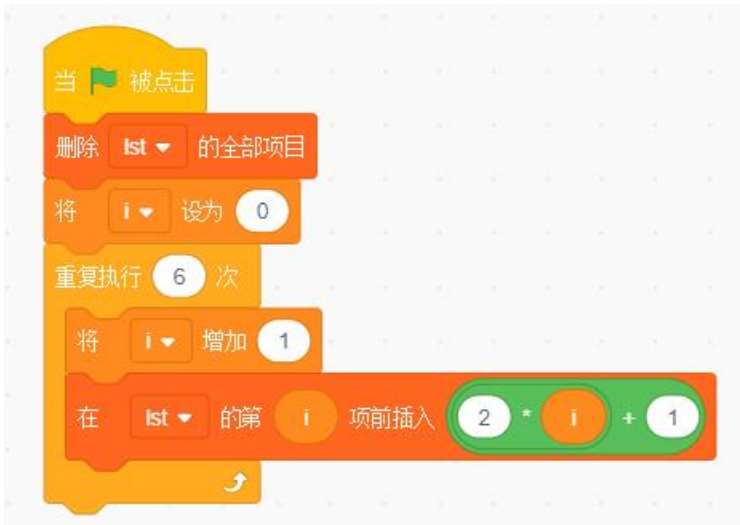 当 被点击
删除 lst 的全部项目
将 i 设为 0
重复执行 6 次
将 i 增加 1
在 lst 的第 i 项前插入 2 * i + 1